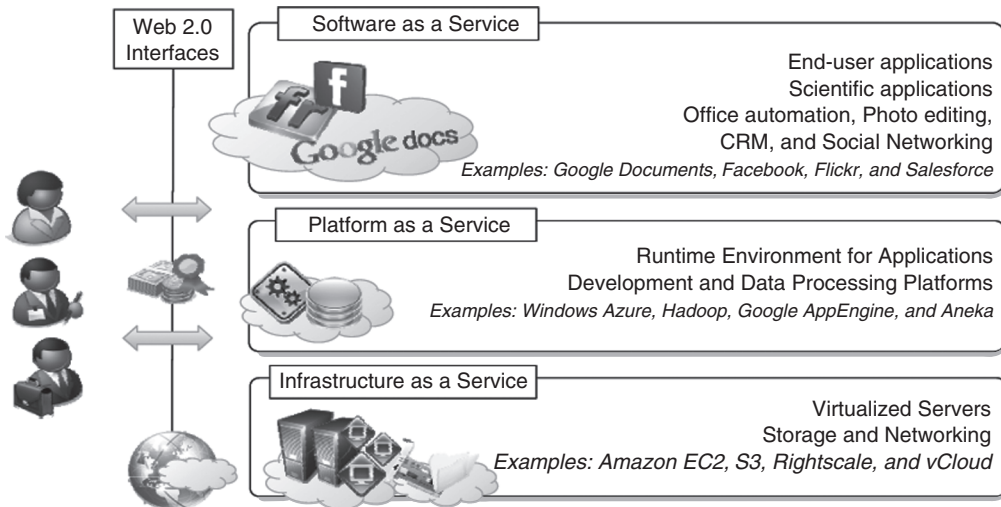 Web 2.0
Interfaces
Software as a Service
f
fr
Google docs
End-user applications
Scientific applications
Office automation, Photo editing,
CRM, and Social Networking
Examples: Google Documents, Facebook, Flickr, and Salesforce
Platform as a Service
Runtime Environment for Applications
Development and Data Processing Platforms
Examples: Windows Azure, Hadoop, Google AppEngine, and Aneka
Infrastructure as a Service
Virtualized Servers
Storage and Networking
Examples: Amazon EC2, S3, Rightscale, and vCloud